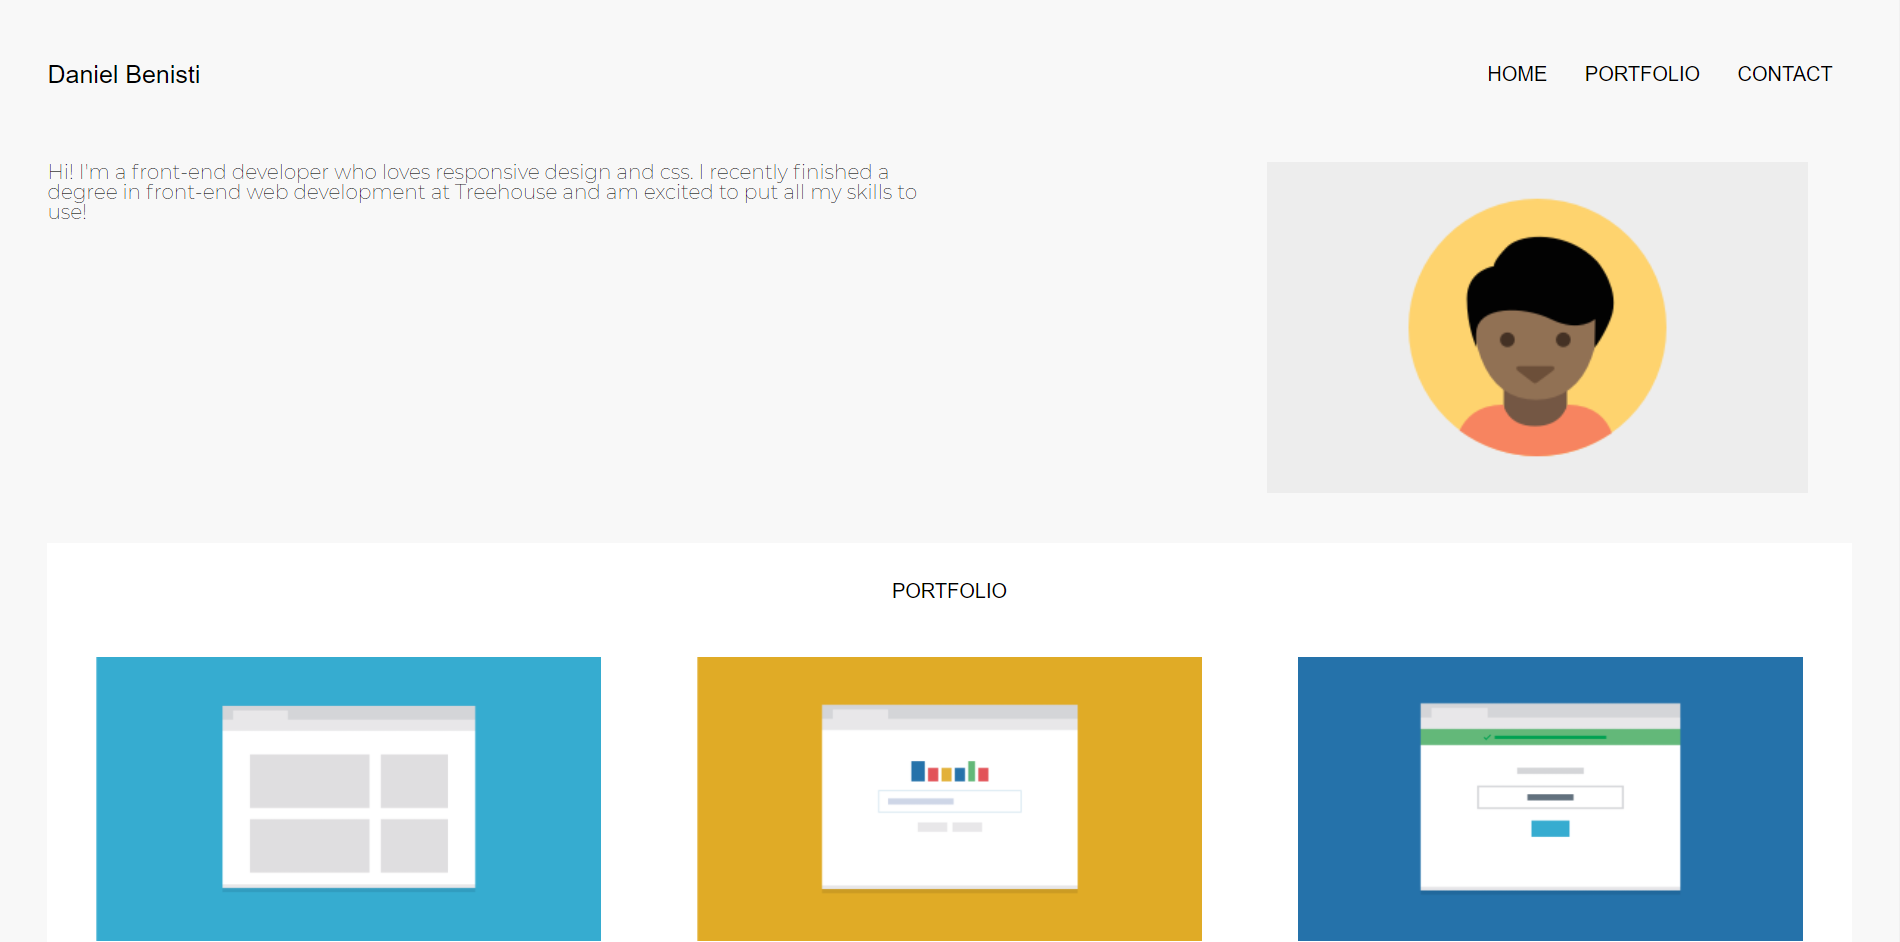 Daniel Benisti
HOME PORTFOLIO CONTACT
Hi! I'm a front-end developer who loves responsive design and css. I recently finished a
degree in front-end web development at Treehouse and am excited to put all my skills to
use!
PORTFOLIO